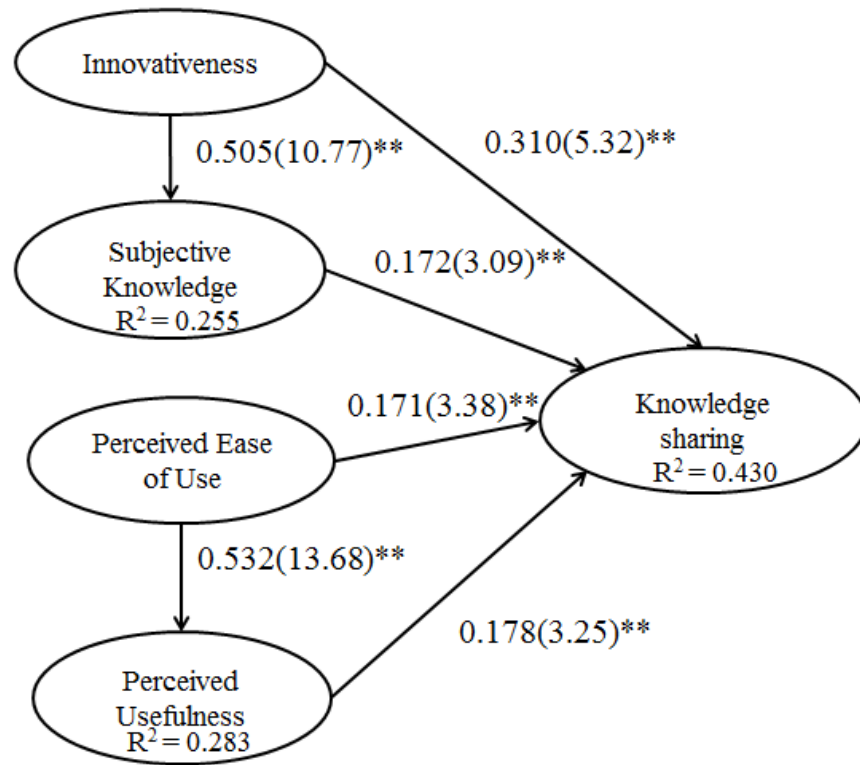 Innovativeness
0.505(10.77)**
0.310(5.32)**
Subjective
Knowledge
R² = 0.255
0.172(3.09)**
Perceived Ease
of Use
0.171(3.38)**
Knowledge
sharing
R² = 0.430
0.532(13.68)**
0.178(3.25)**
Perceived
Usefulness
R² = 0.283